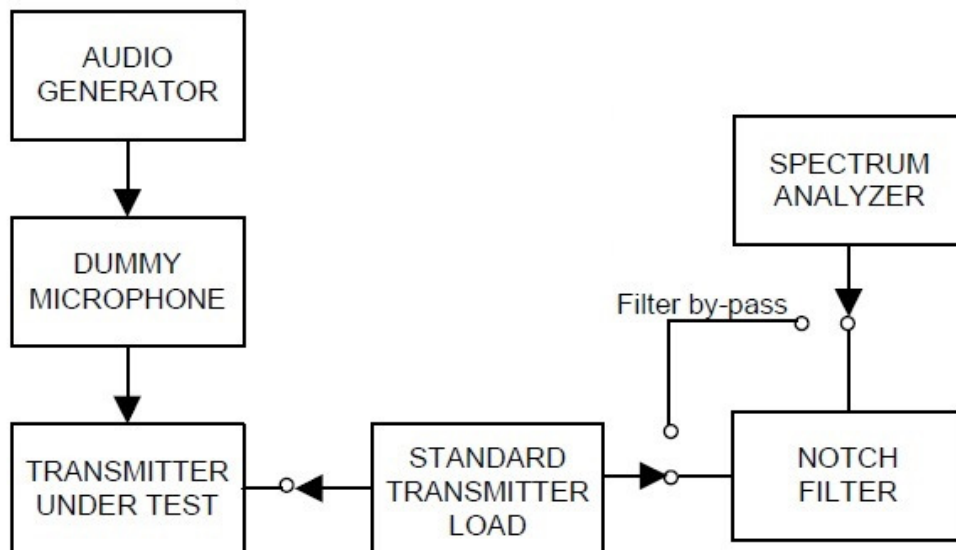 AUDIO
GENERATOR
DUMMY
MICROPHONE
TRANSMITTER
UNDER TEST
STANDARD
TRANSMITTER
LOAD
Filter by-pass
SPECTRUM
ANALYZER
NOTCH
FILTER